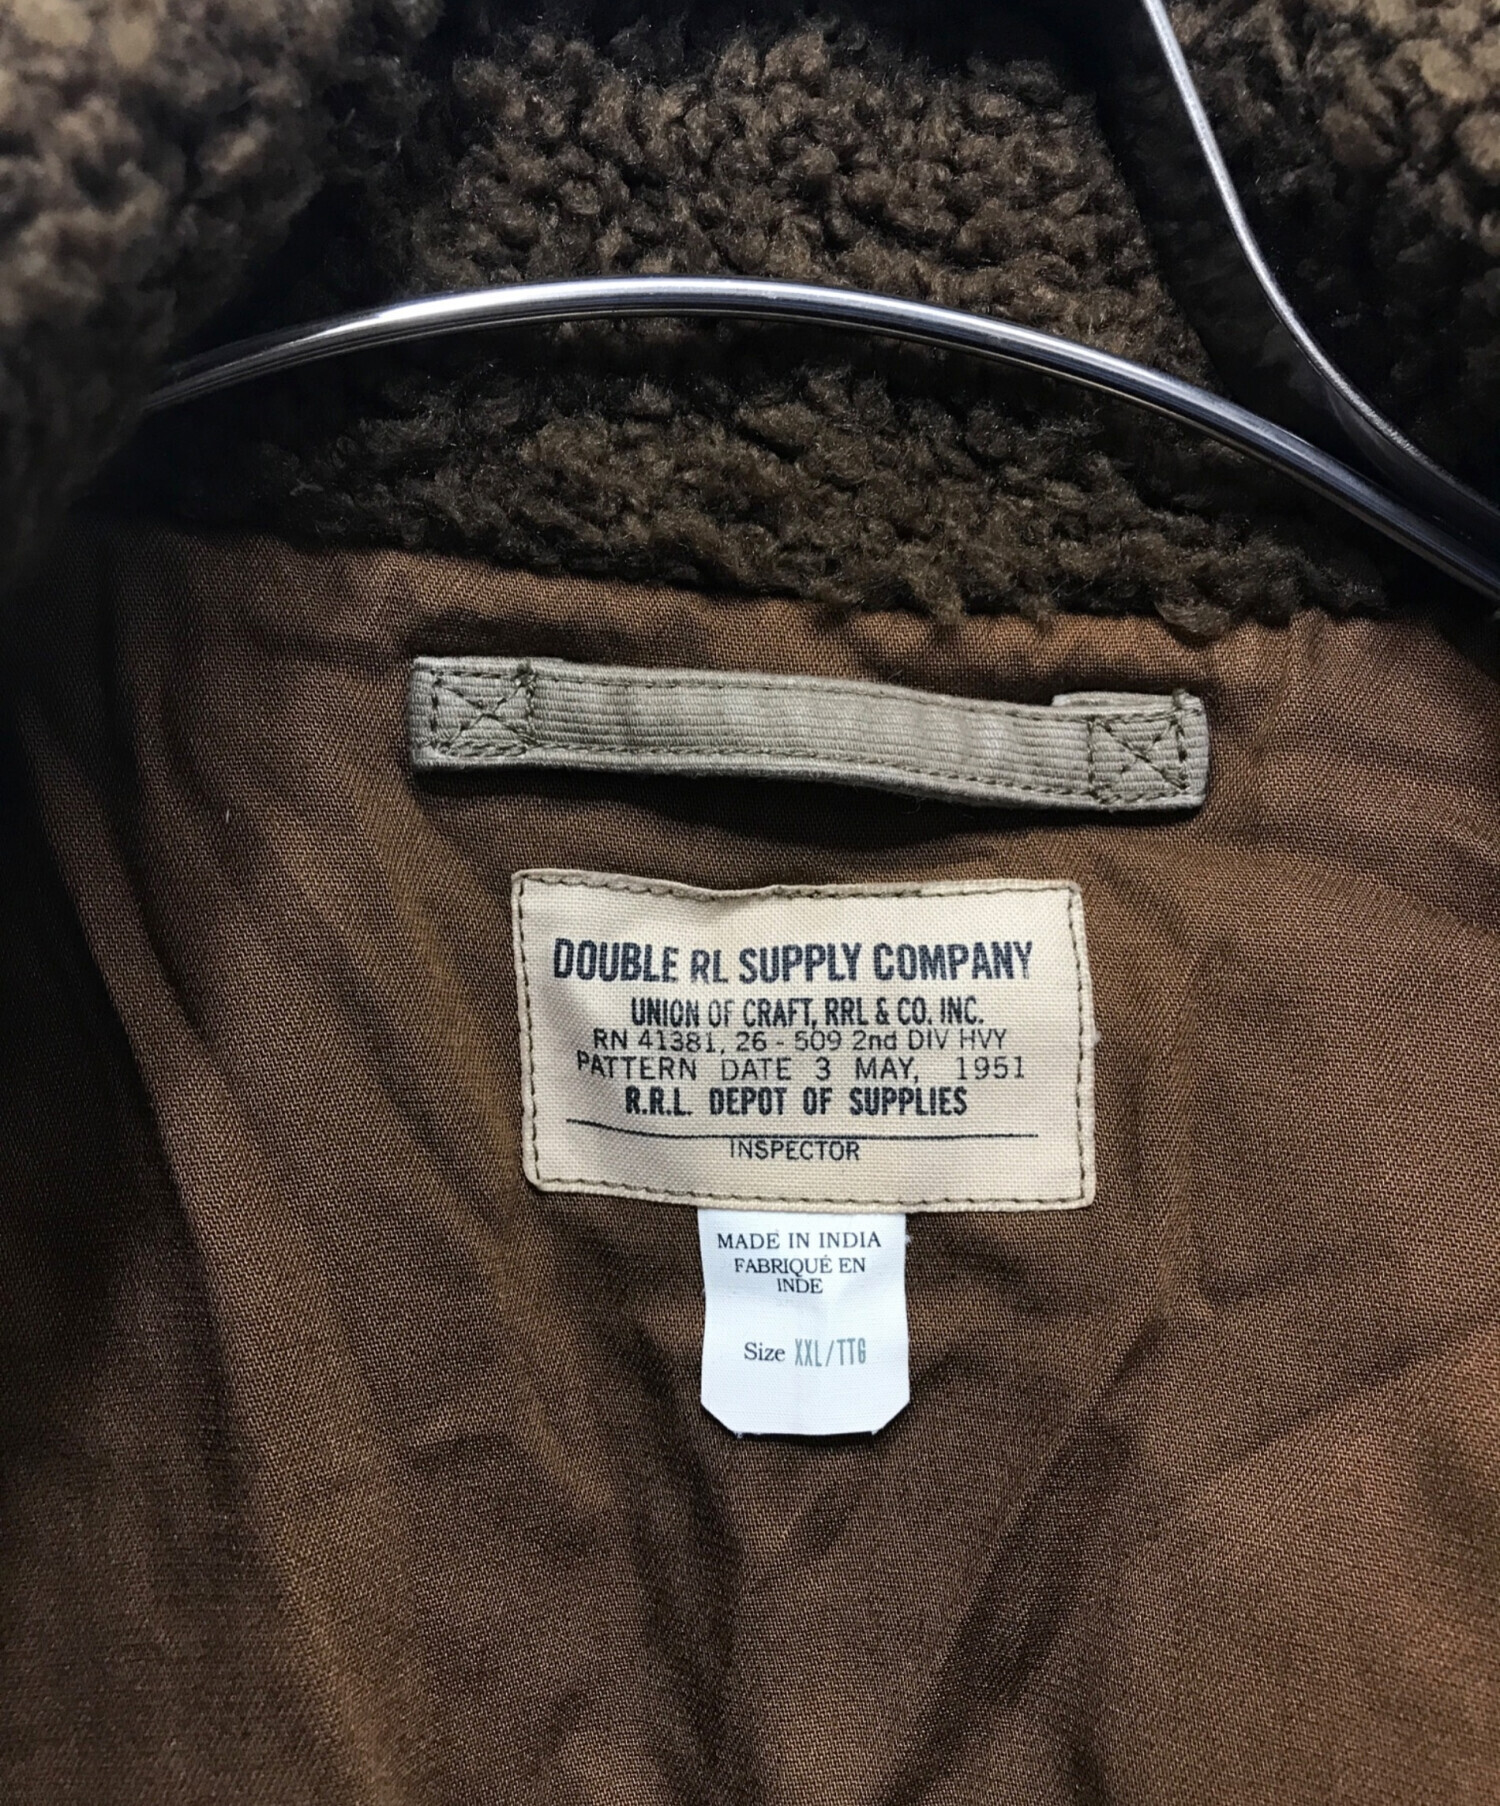 DOUBLE RL SUPPLY COMPANY
UNION OF CRAFT, RRL & CO. INC.
RN 41381, 26 - 509 2nd DIV HVY
PATTERN DATE 3 MAY, 1951
R.R.L. DEPOT OF SUPPLIES
INSPECTOR
MADE IN INDIA
FABRIQUÉ EN
INDE
Size XXL/TTG